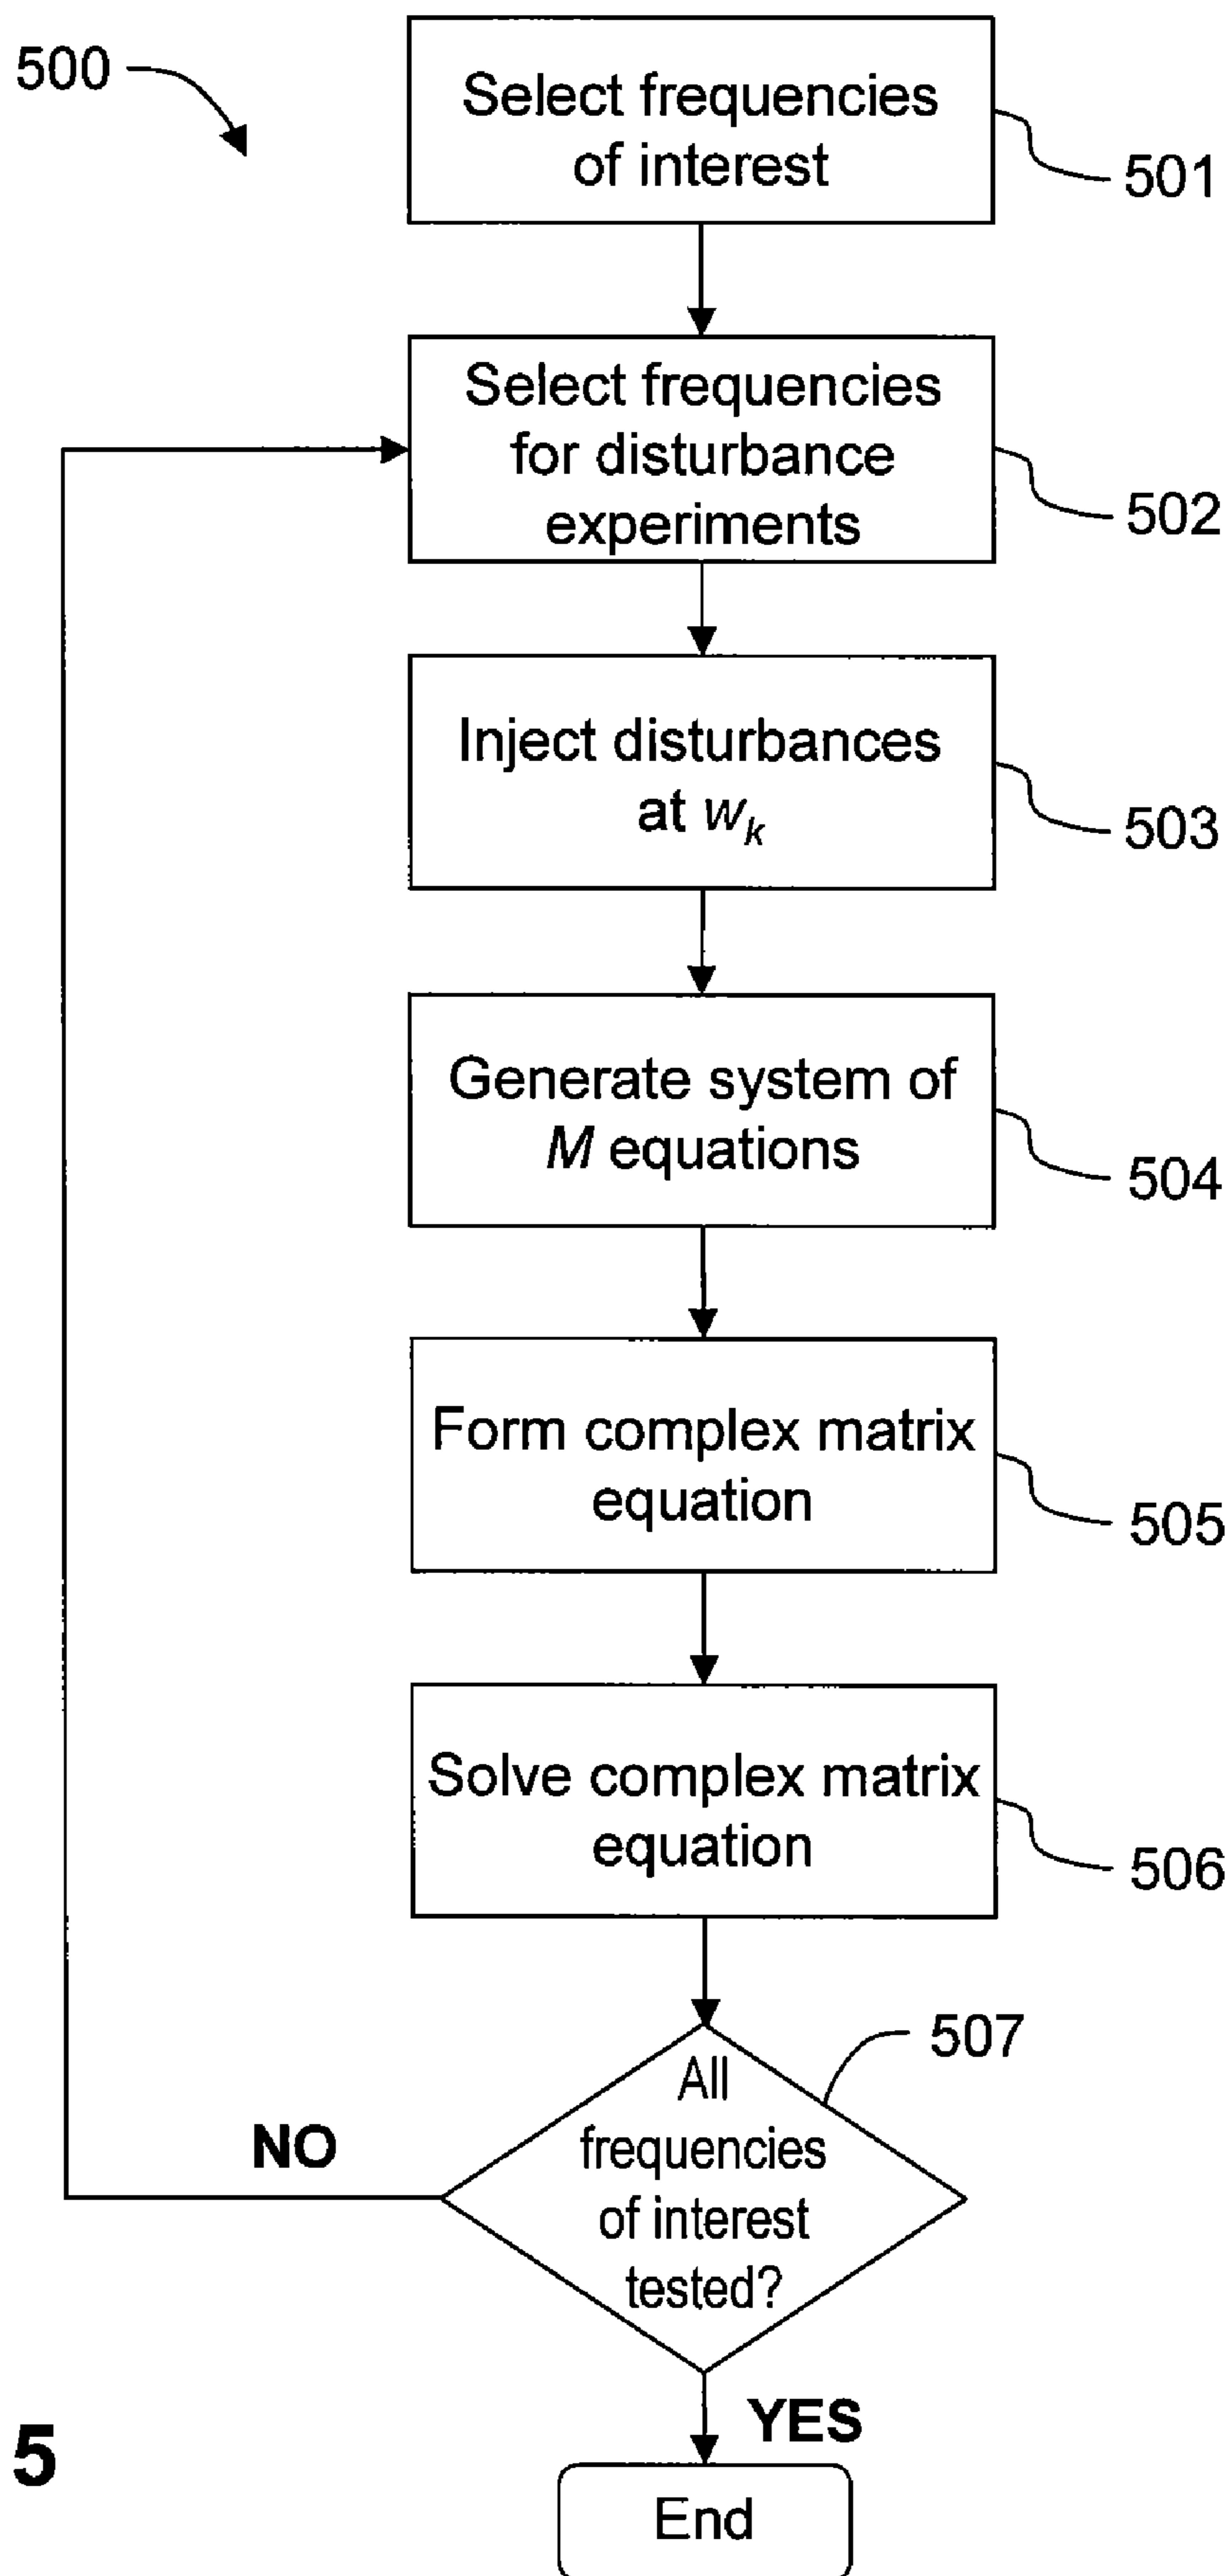 500
Select frequencies
of interest
501
Select frequencies
for disturbance
experiments
502
Inject disturbances
at wk
503
Generate system of
M equations
504
Form complex matrix
equation
505
Solve complex matrix
equation
506
507
All
frequencies
of interest
tested?
NO
YES
5
End